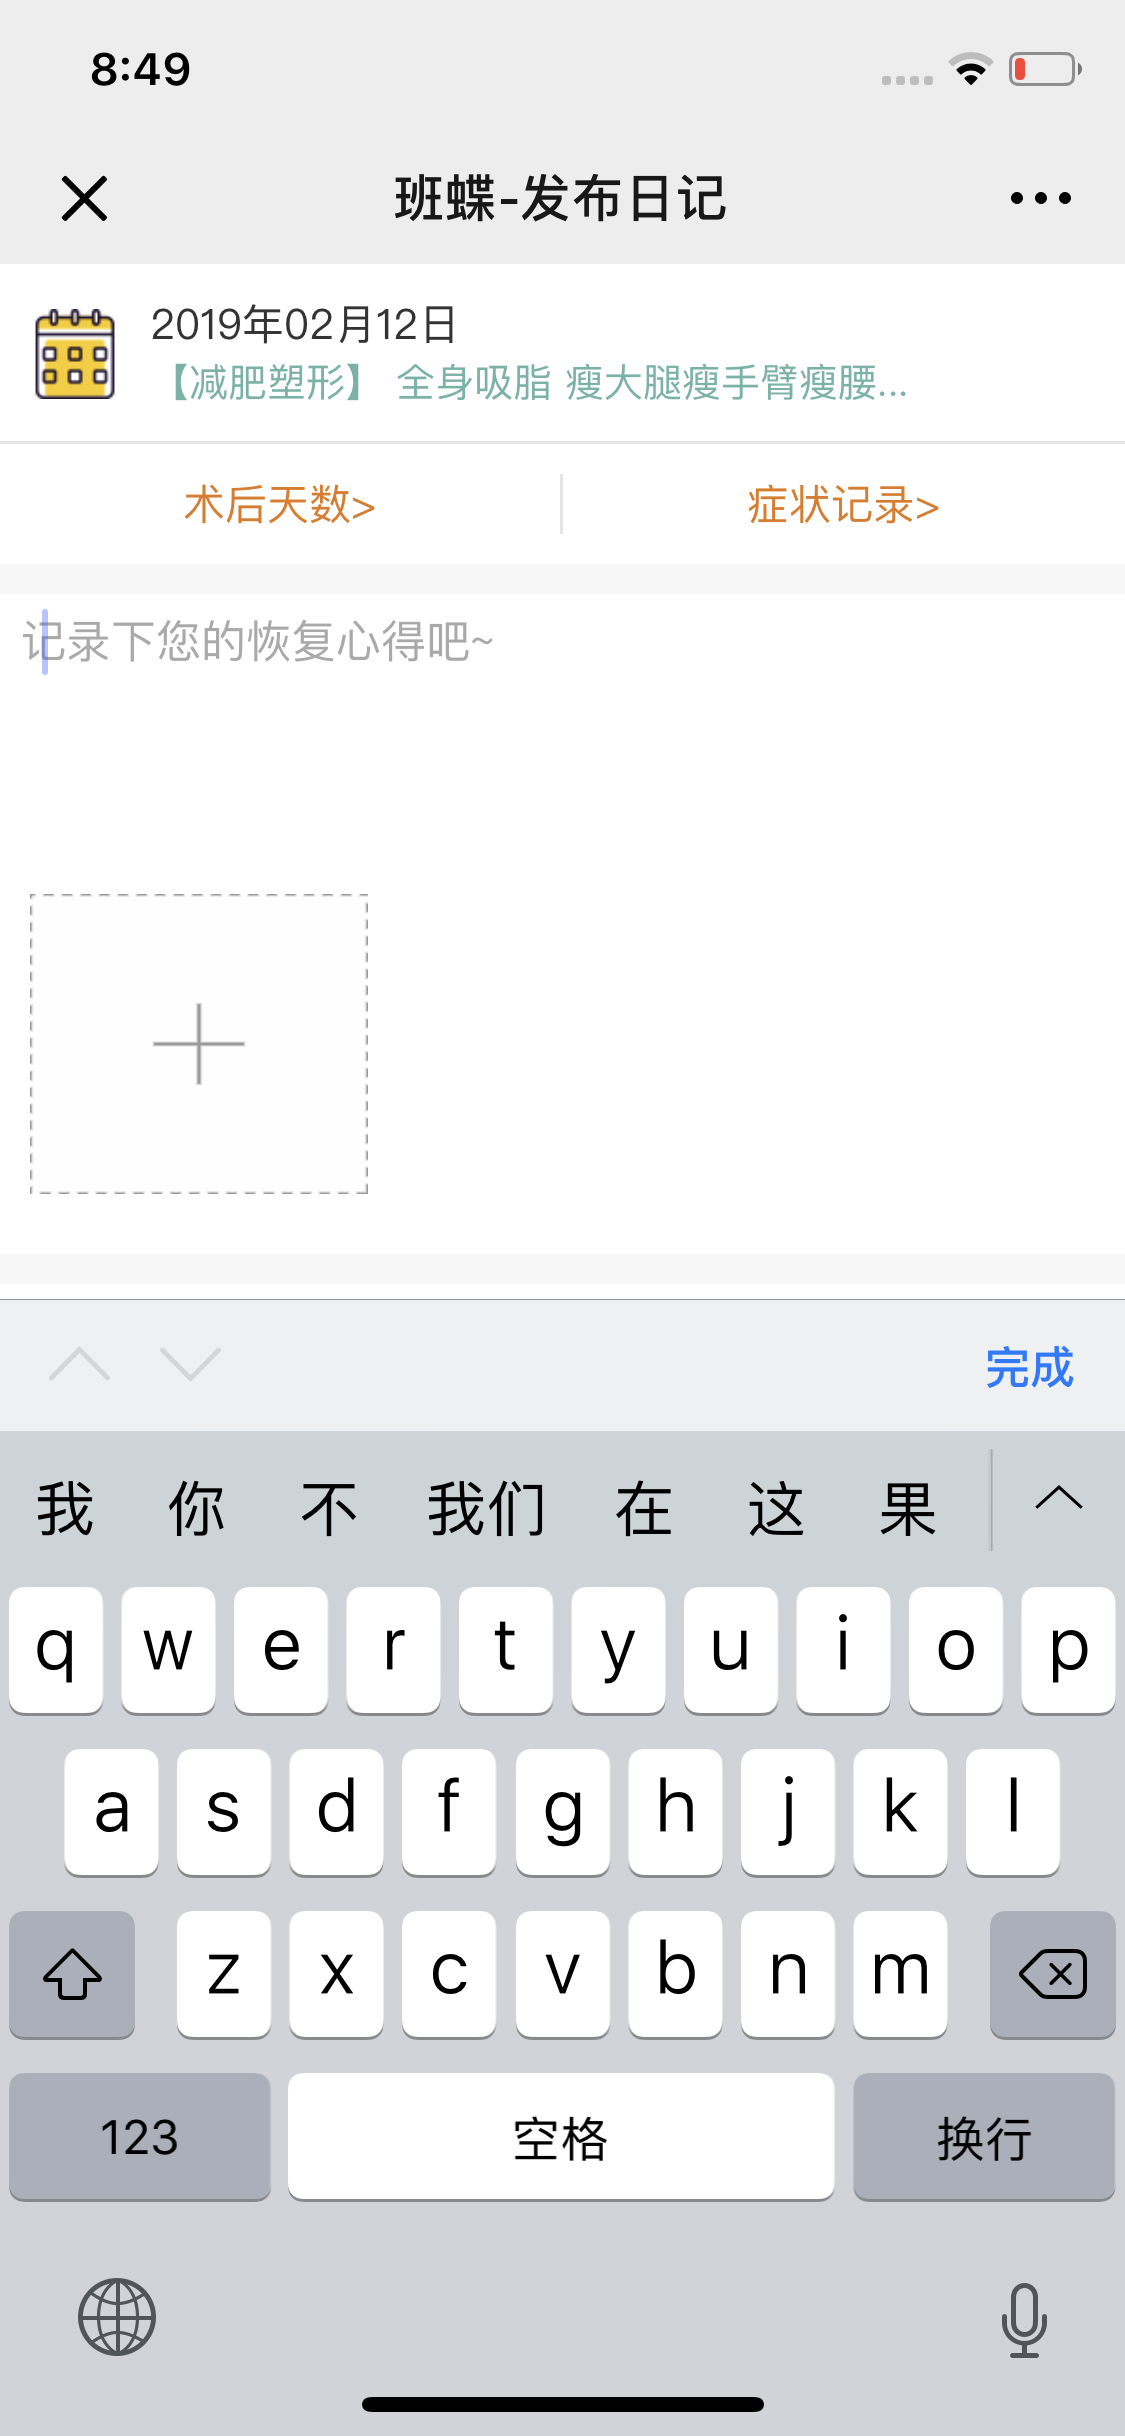 8:49
班蝶-发布日记
2019年02月12日
【减肥塑形】 全身吸脂 瘦大腿瘦手臂瘦腰...
术后天数>
症状记录>
记录下您的恢复心得吧~
完成
我 你 不 我们 在 这 果
q w e r t y u i o p
a s d f g h j k l
z x c v b n m
123 空格 换行